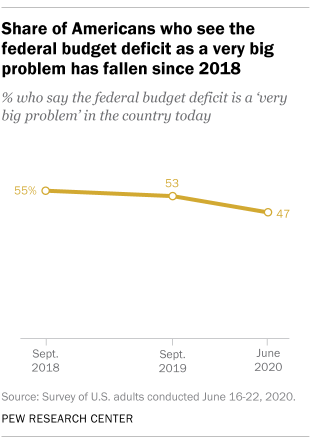 Share of Americans who see the
federal budget deficit as a very big
problem has fallen since 2018
% who say the federal budget deficit is a ‘very
big problem’ in the country today
55%
53
47
Sept.
2018
Sept.
2019
June
2020
Source: Survey of U.S. adults conducted June 16-22, 2020.
PEW RESEARCH CENTER